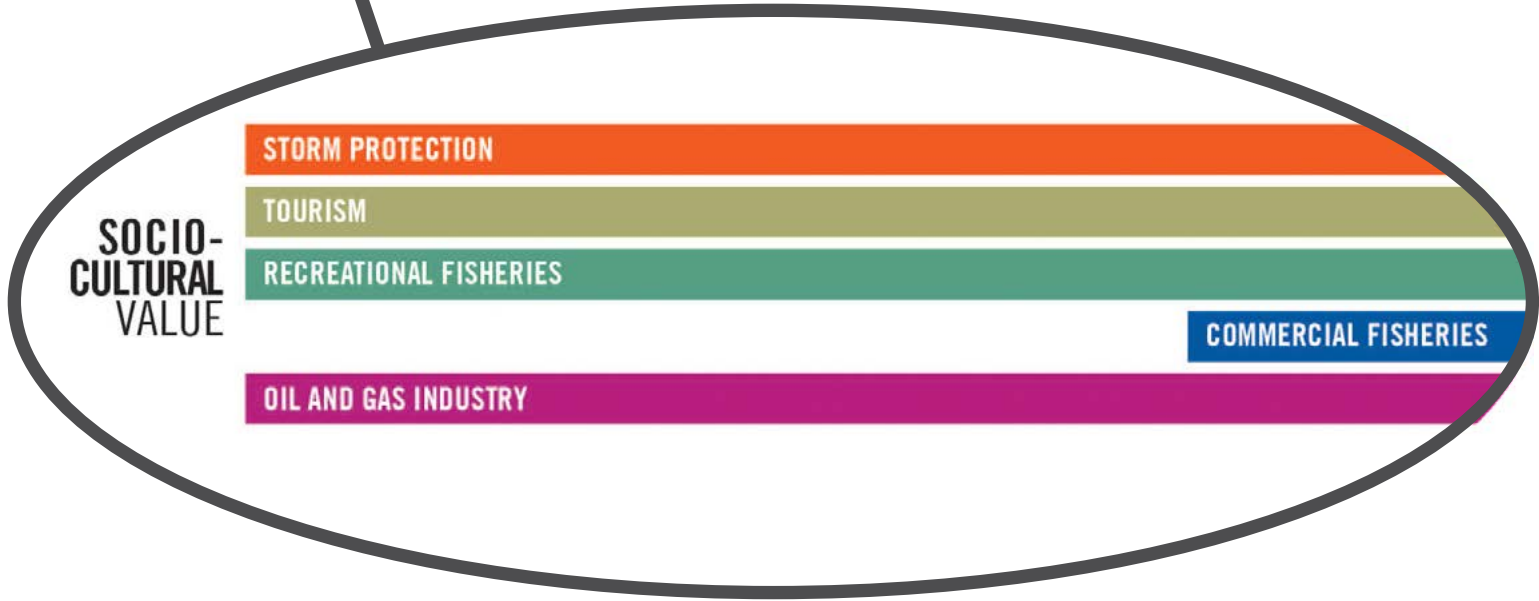 SOCIO-
CULTURAL
VALUE
STORM PROTECTION
TOURISM
RECREATIONAL FISHERIES
COMMERCIAL FISHERIES
OIL AND GAS INDUSTRY